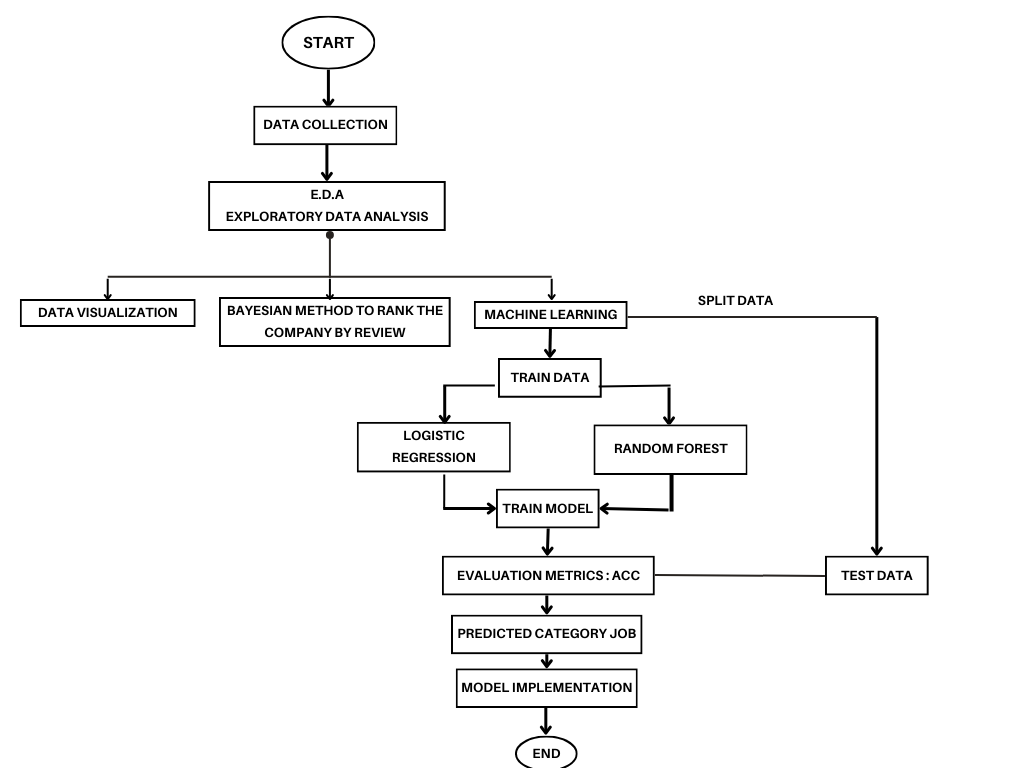 START
DATA COLLECTION
E.D.A
EXPLORATORY DATA ANALYSIS
DATA VISUALIZATION
BAYESIAN METHOD TO RANK THE
COMPANY BY REVIEW
MACHINE LEARNING
SPLIT DATA
TRAIN DATA
LOGISTIC
REGRESSION
RANDOM FOREST
TRAIN MODEL
EVALUATION METRICS : ACC
TEST DATA
PREDICTED CATEGORY JOB
MODEL IMPLEMENTATION
END